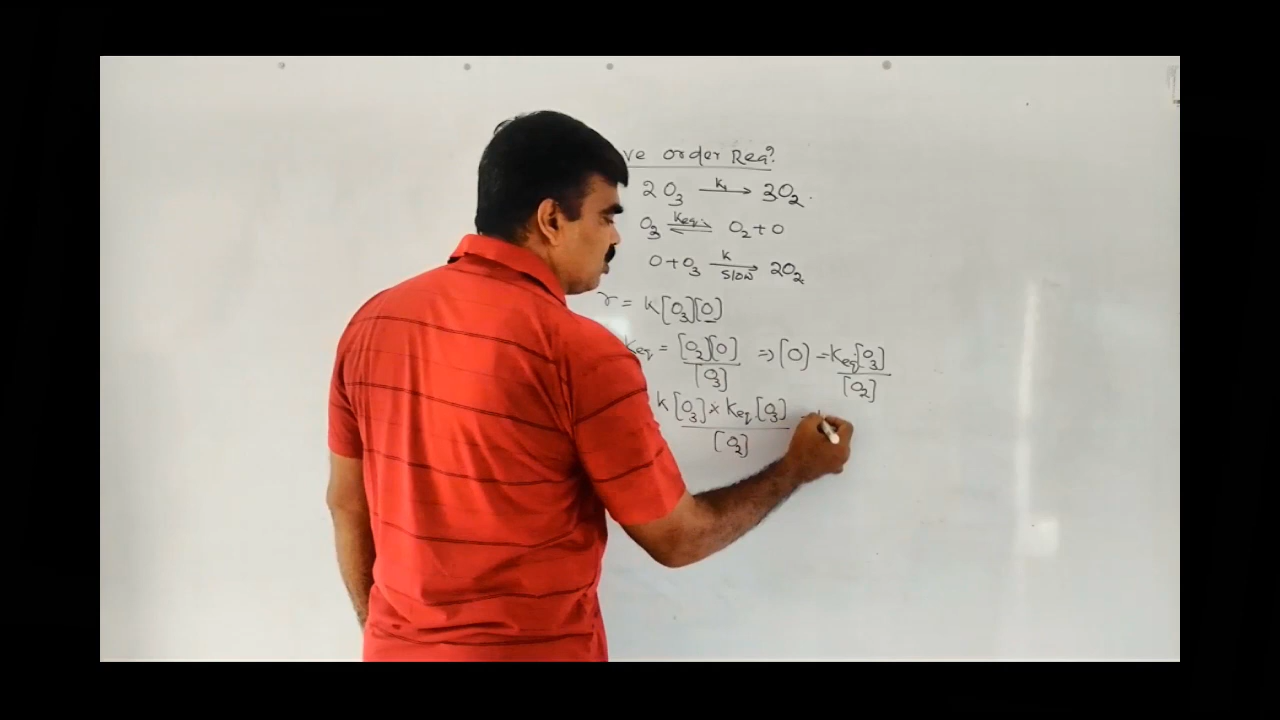 ve order Reaⁿ.
2O₃ —k₁→ 3O₂.
O₃ ⇌ Keq. O₂ + O
O + O₃ —k→ slow 2O₂
r = k[O₃][O]
Keq = [O₂][O] / [O₃] ⇒ [O] = Keq.[O₃] / [O₂]
k[O₃] × Keq.[O₃] / [O₂]